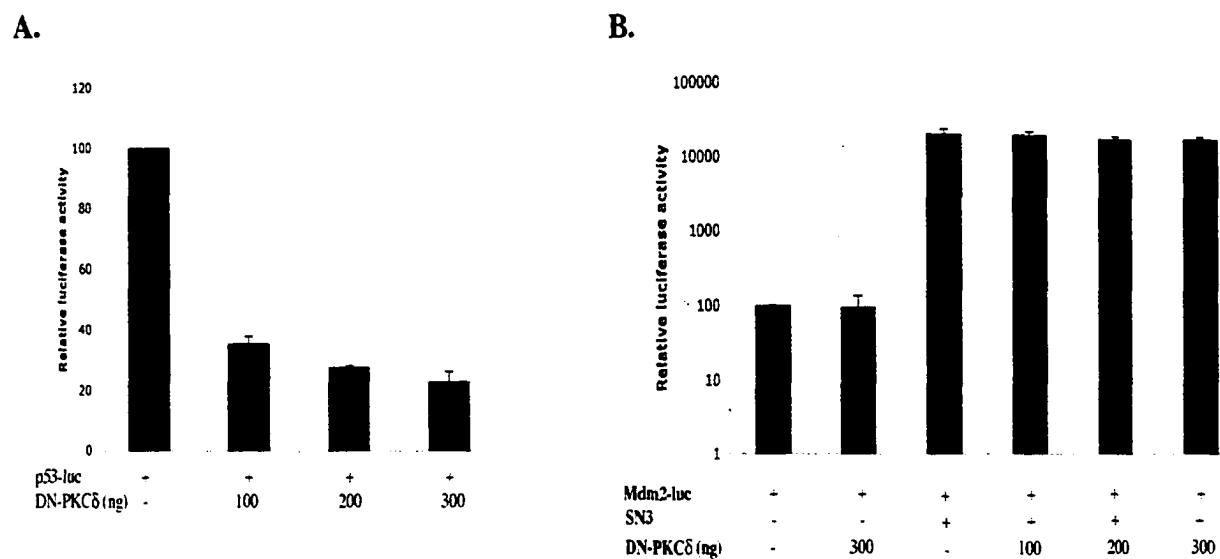 A.
120
100
80
60
40
20
0
Relative luciferase activity
p53-luc + + + +
DN-PKCδ (ng) - 100 200 300
B.
100000
10000
1000
100
10
1
Relative luciferase activity
Mdm2-luc + + + + + +
SN3 - - + + + +
DN-PKCδ (ng) - 300 - 100 200 300